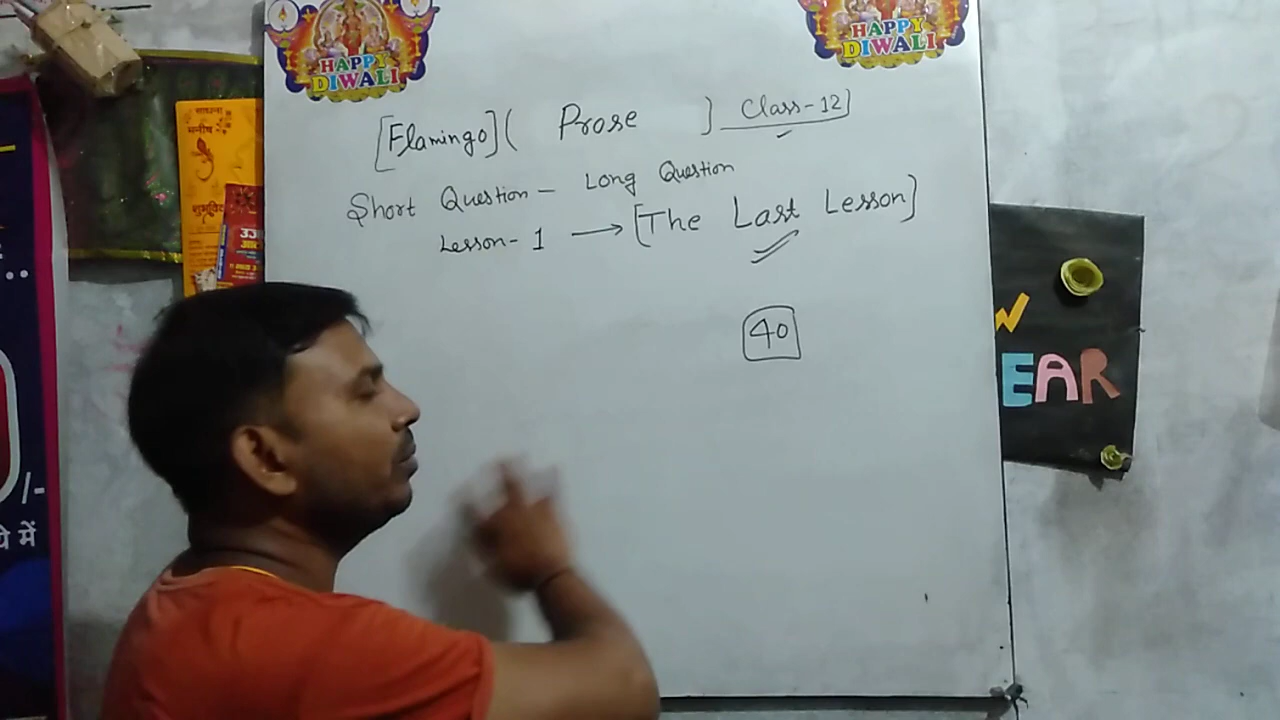 HAPPY DIWALI
HAPPY DIWALI
[Flamingo] ( Prose ) Class-12]
Short Question - Long Question
Lesson-1 → [The Last Lesson]
40
EAR
/-
में